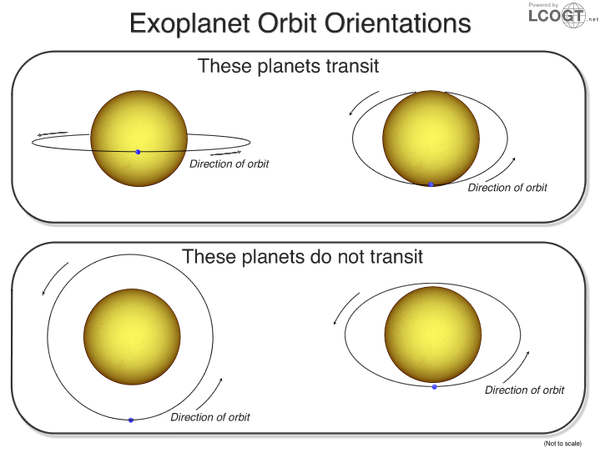 Powered by
LCOGT.net
Exoplanet Orbit Orientations
These planets transit
Direction of orbit
Direction of orbit
These planets do not transit
Direction of orbit
Direction of orbit
(Not to scale)